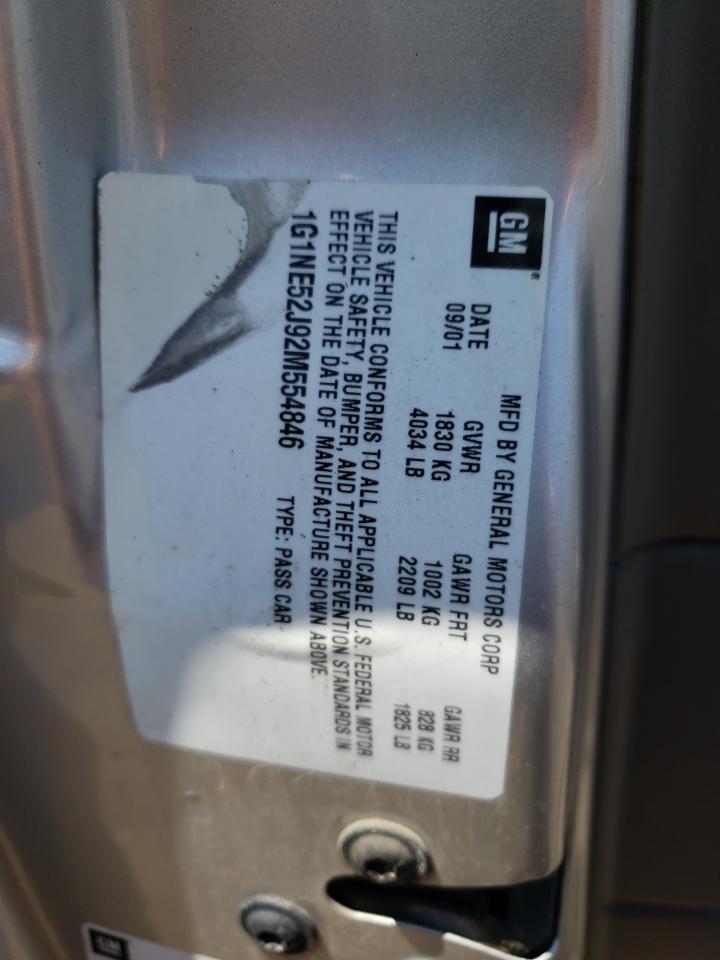 GM®
MFD BY GENERAL MOTORS CORP
DATE GVWR GAWR FRT GAWR RR
09/01 1830 KG 1002 KG 828 KG
4034 LB 2209 LB 1825 LB
THIS VEHICLE CONFORMS TO ALL APPLICABLE U.S. FEDERAL MOTOR
VEHICLE SAFETY, BUMPER, AND THEFT PREVENTION STANDARDS IN
EFFECT ON THE DATE OF MANUFACTURE SHOWN ABOVE.
1G1NE52J92M554846 TYPE: PASS CAR
GM